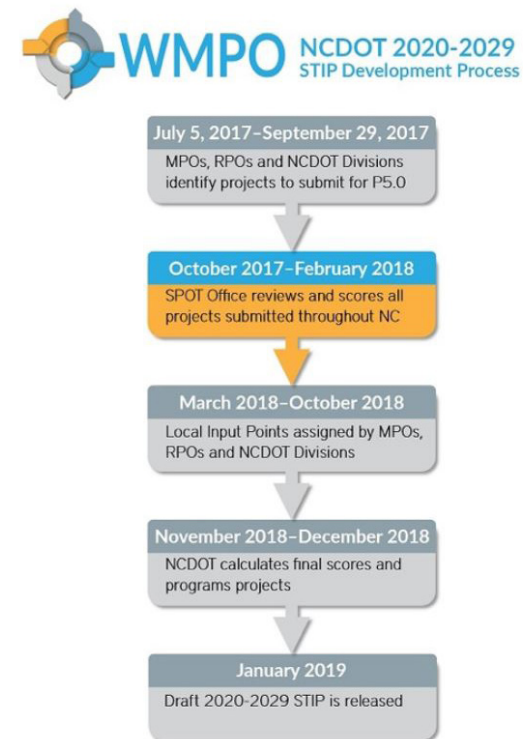 WMPO
NCDOT 2020-2029
STIP Development Process
July 5, 2017–September 29, 2017
MPOs, RPOs and NCDOT Divisions
identify projects to submit for P5.0
October 2017–February 2018
SPOT Office reviews and scores all
projects submitted throughout NC
March 2018–October 2018
Local Input Points assigned by MPOs,
RPOs and NCDOT Divisions
November 2018–December 2018
NCDOT calculates final scores and
programs projects
January 2019
Draft 2020-2029 STIP is released